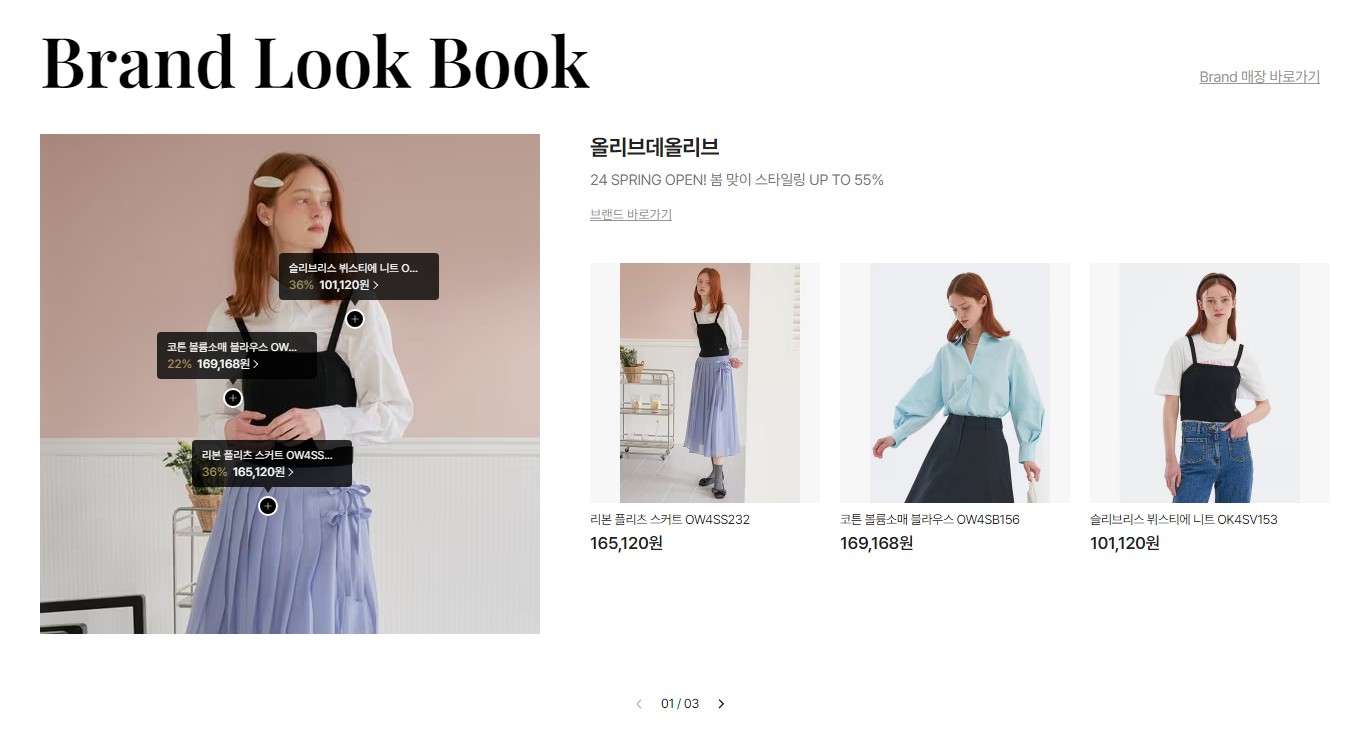 Brand Look Book
Brand 매장 바로가기
슬리브리스 뷔스티에 니트 O...
36% 101,120원 >
코튼 볼륨소매 블라우스 OW...
22% 169,168원 >
리본 플리츠 스커트 OW4SS...
36% 165,120원 >
올리브데올리브
24 SPRING OPEN! 봄 맞이 스타일링 UP TO 55%
브랜드 바로가기
리본 플리츠 스커트 OW4SS232
165,120원
코튼 볼륨소매 블라우스 OW4SB156
169,168원
슬리브리스 뷔스티에 니트 OK4SV153
101,120원
01 / 03